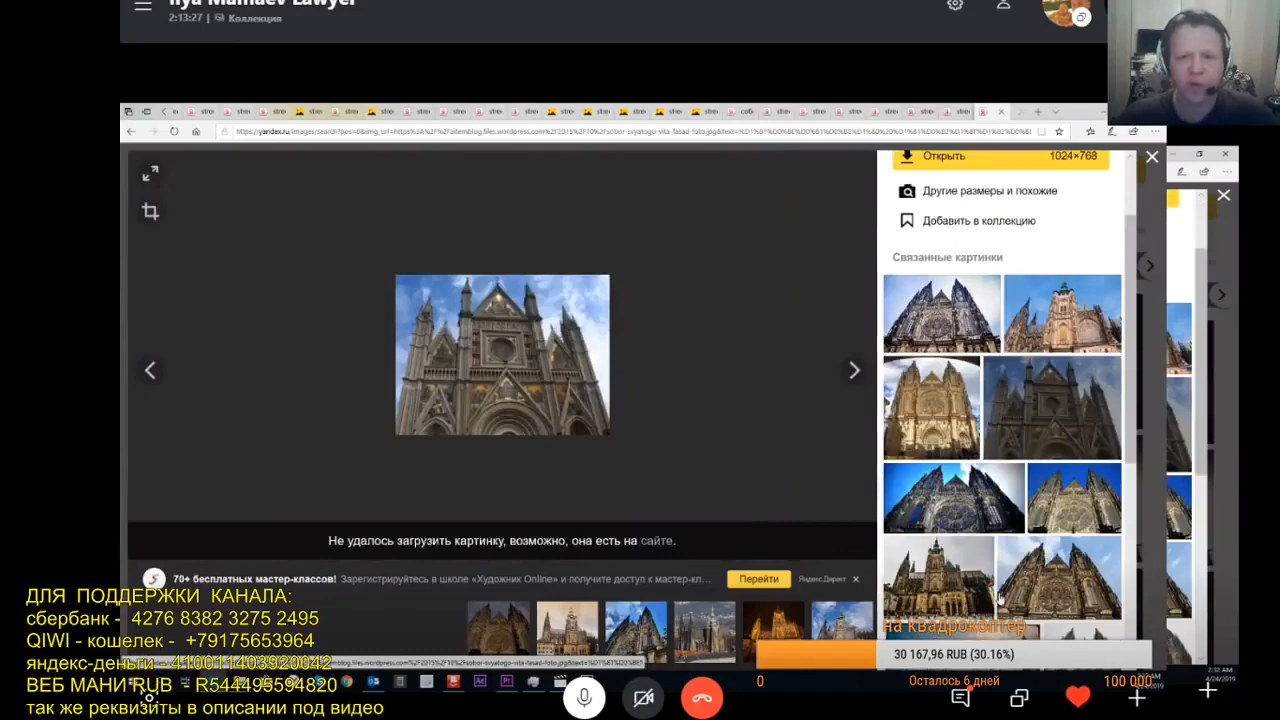 Ilya Mamaev Lawyer
2:13:27 | Коллекция
Открыть 1024×768
Другие размеры и похожие
Добавить в коллекцию
Связанные картинки
Не удалось загрузить картинку, возможно, она есть на сайте.
70+ бесплатных мастер-классов! Зарегистрируйтесь в школе «Художник Online» и получите доступ к мастер-кл...
Перейти
Яндекс.Директ
ДЛЯ ПОДДЕРЖКИ КАНАЛА:
сбербанк - 4276 8382 3275 2495
QIWI - кошелек - +79175653964
яндекс-деньги - 410011403920042
ВЕБ МАНИ RUB - R544495594820
так же реквизиты в описании под видео
на квадрокоптер
30 167,96 RUB (30.16%)
0 Осталось 6 дней 100 000
4/24/2019